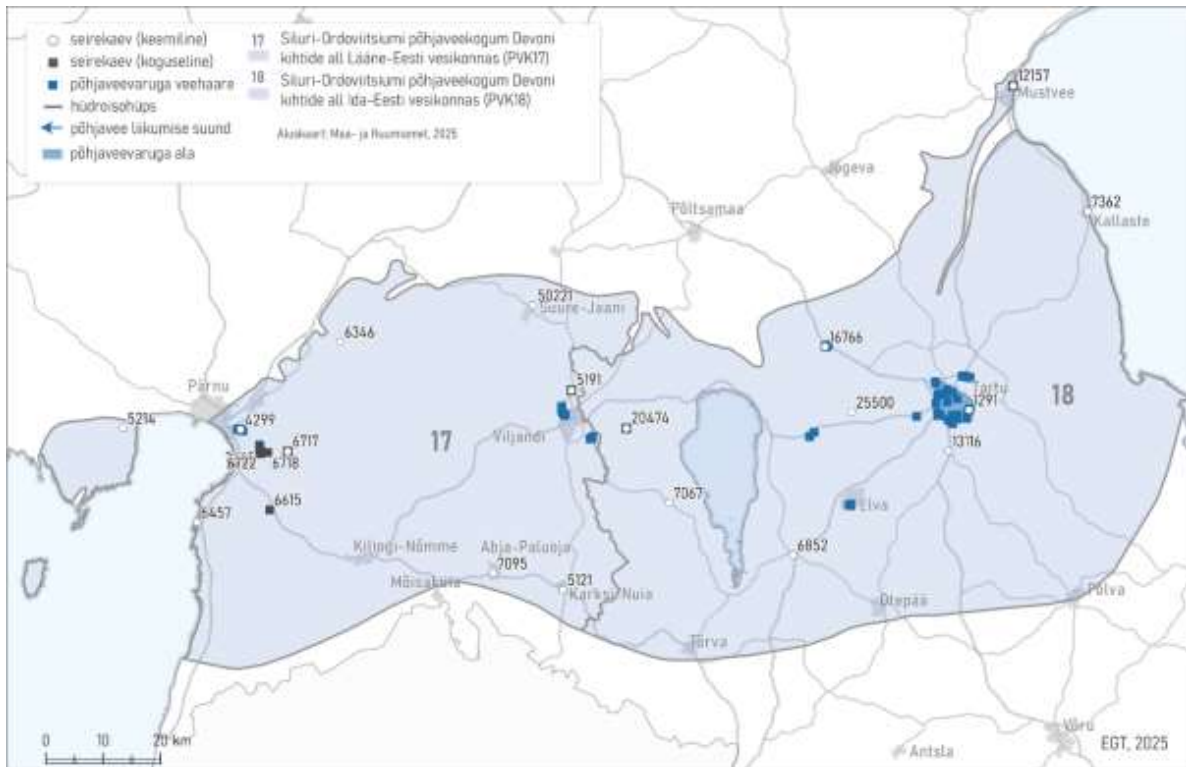 seirekaev (keemiline)
seirekaev (koguseline)
põhjaveevaruga veehaare
hüdroisohüps
põhjavee liikumise suund
põhjaveevaruga ala
17 Siluri-Ordoviitsiumi põhjaveekogum Devoni
kihtide all Lääne-Eesti vesikonnas (PVK17)
18 Siluri-Ordoviitsiumi põhjaveekogum Devoni
kihtide all Ida-Eesti vesikonnas (PVK18)
Aluskaart: Maa- ja Ruumiamet, 2025
12157
Mustvee
Jõgeva
Põltsamaa
7362
Kallaste
50221
Suure-Jaani
6346
16766
Pärnu
5191
Tartu
1291
18
5214
4299
25500
20474
17
Viljandi
13116
6717
6722
6718
7067
6615
Elva
6457
6852
Kilingi-Nõmme
Abja-Paluoja
7095
Mõisaküla
5121
Karksi-Nuia
Otepää
Põlva
Tõrva
Võru
Antsla
0 10 20 km
EGT, 2025